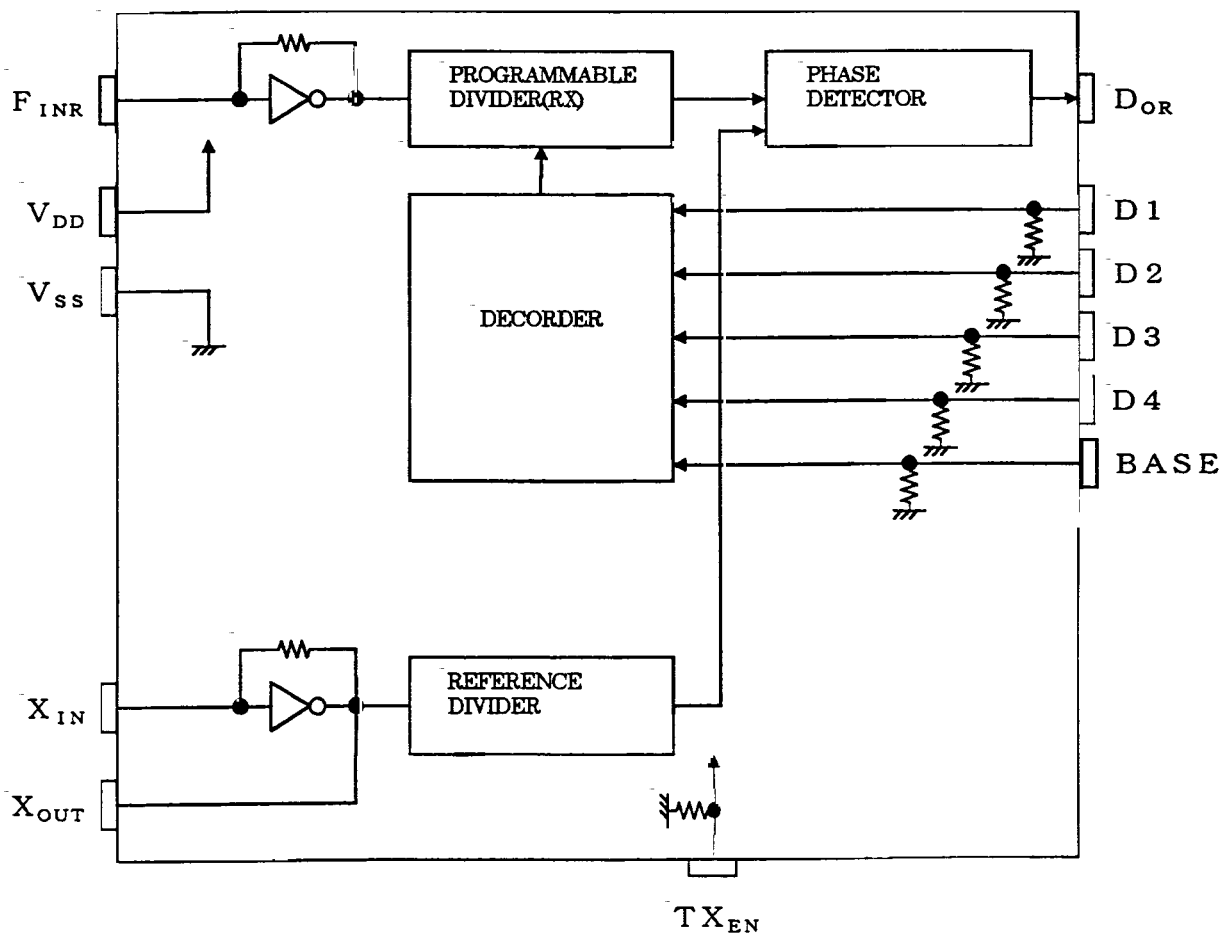 PROGRAMMABLE
DIVIDER(RX)
PHASE
DETECTOR
FINR
DOR
VDD
D1
VSS
D2
DECORDER
D3
D4
BASE
REFERENCE
DIVIDER
XIN
XOUT
TXEN